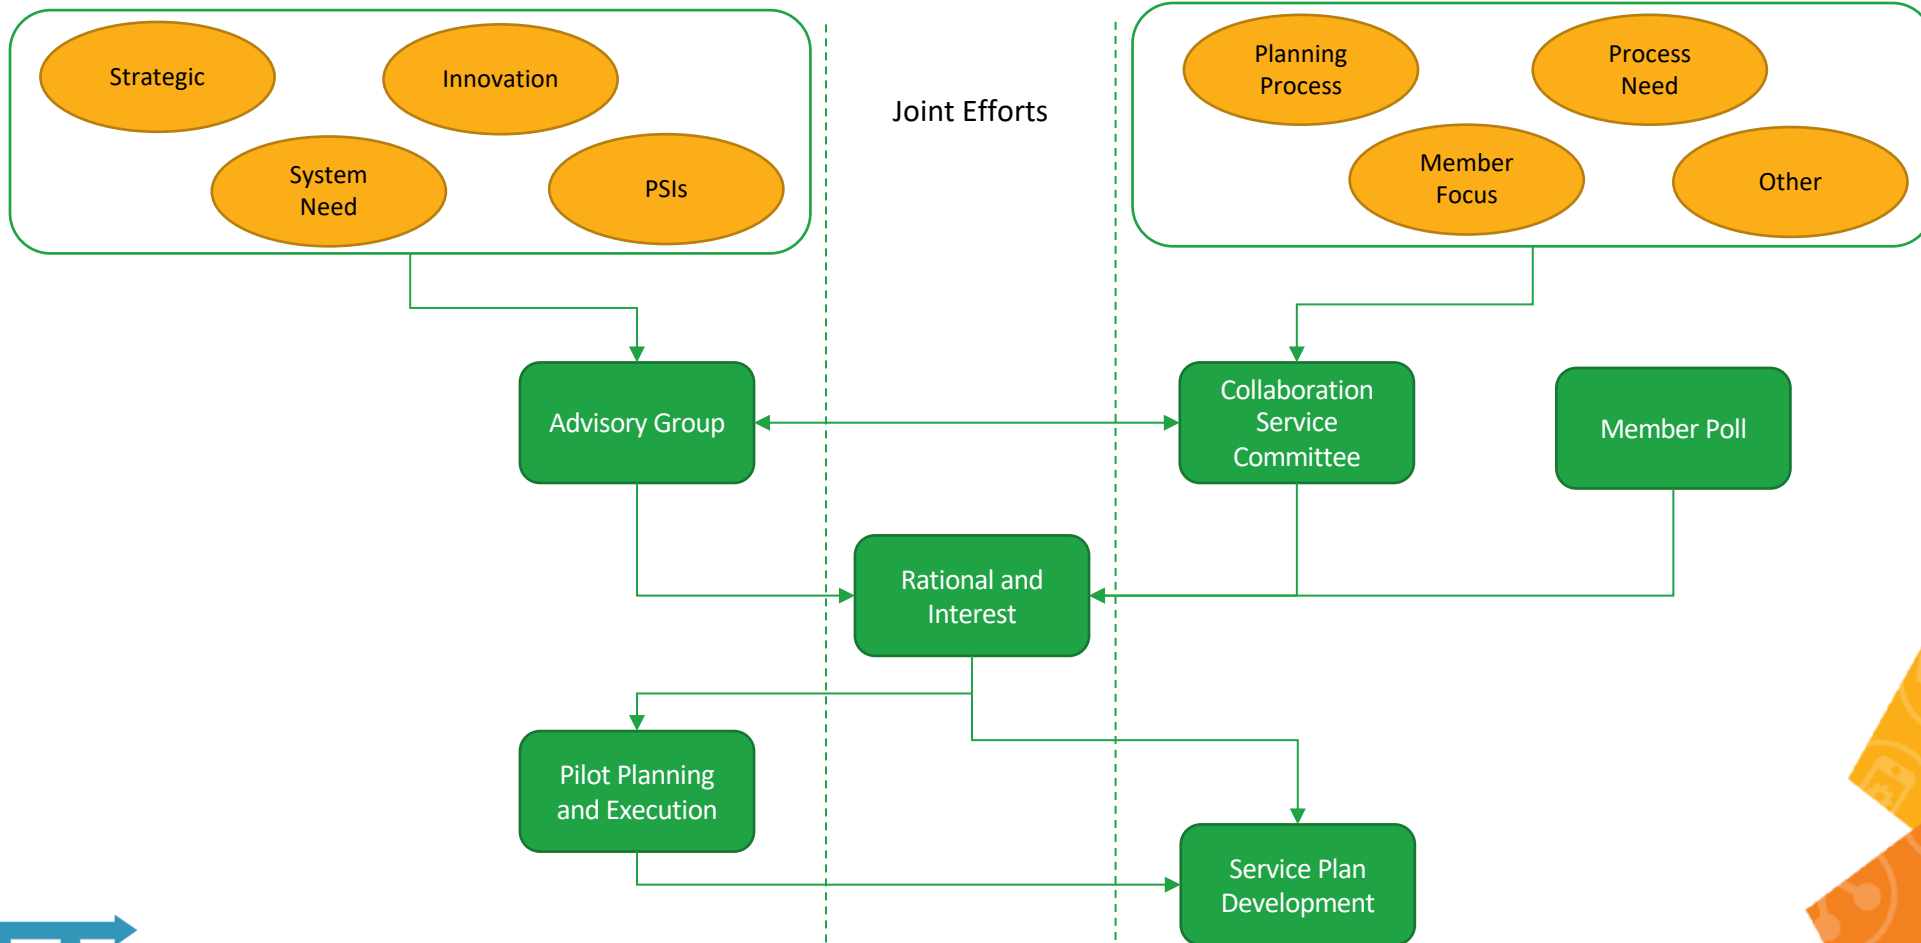 Strategic
Innovation
System
Need
PSIs
Joint Efforts
Planning
Process
Process
Need
Member
Focus
Other
Advisory Group
Collaboration
Service
Committee
Member Poll
Rational and
Interest
Pilot Planning
and Execution
Service Plan
Development